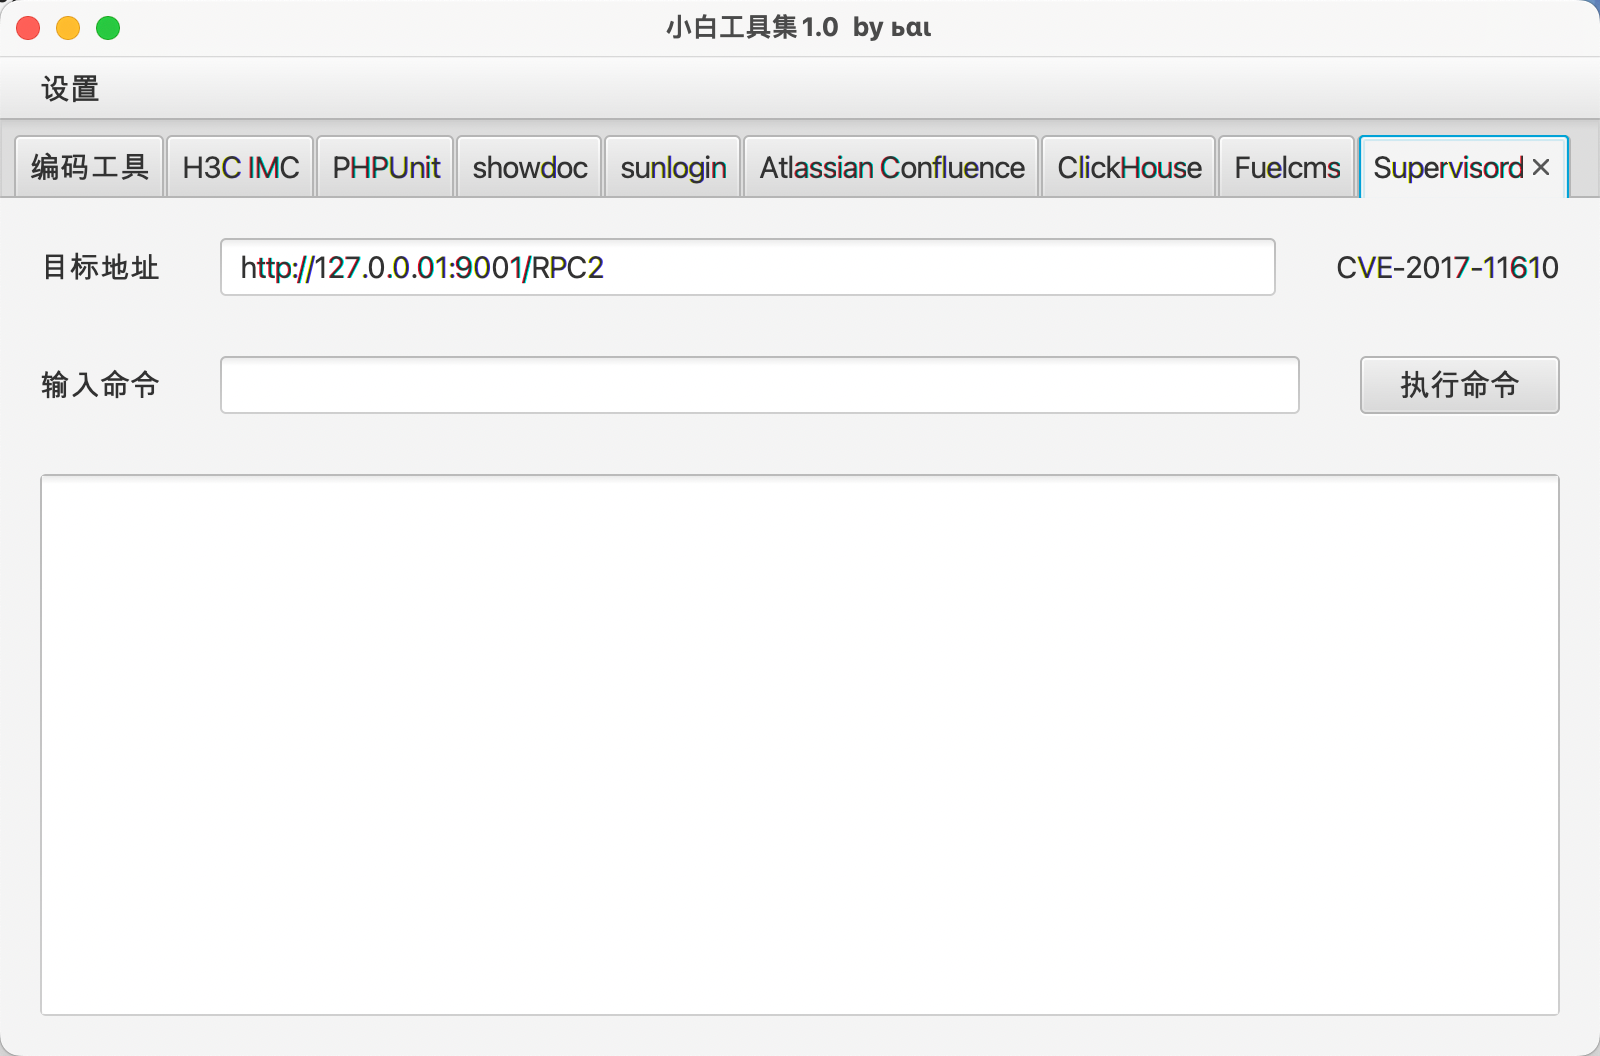 小白工具集1.0 by ьαι
设置
编码工具 H3C IMC PHPUnit showdoc sunlogin Atlassian Confluence ClickHouse Fuelcms Supervisord
目标地址 http://127.0.0.01:9001/RPC2 CVE-2017-11610
输入命令 执行命令